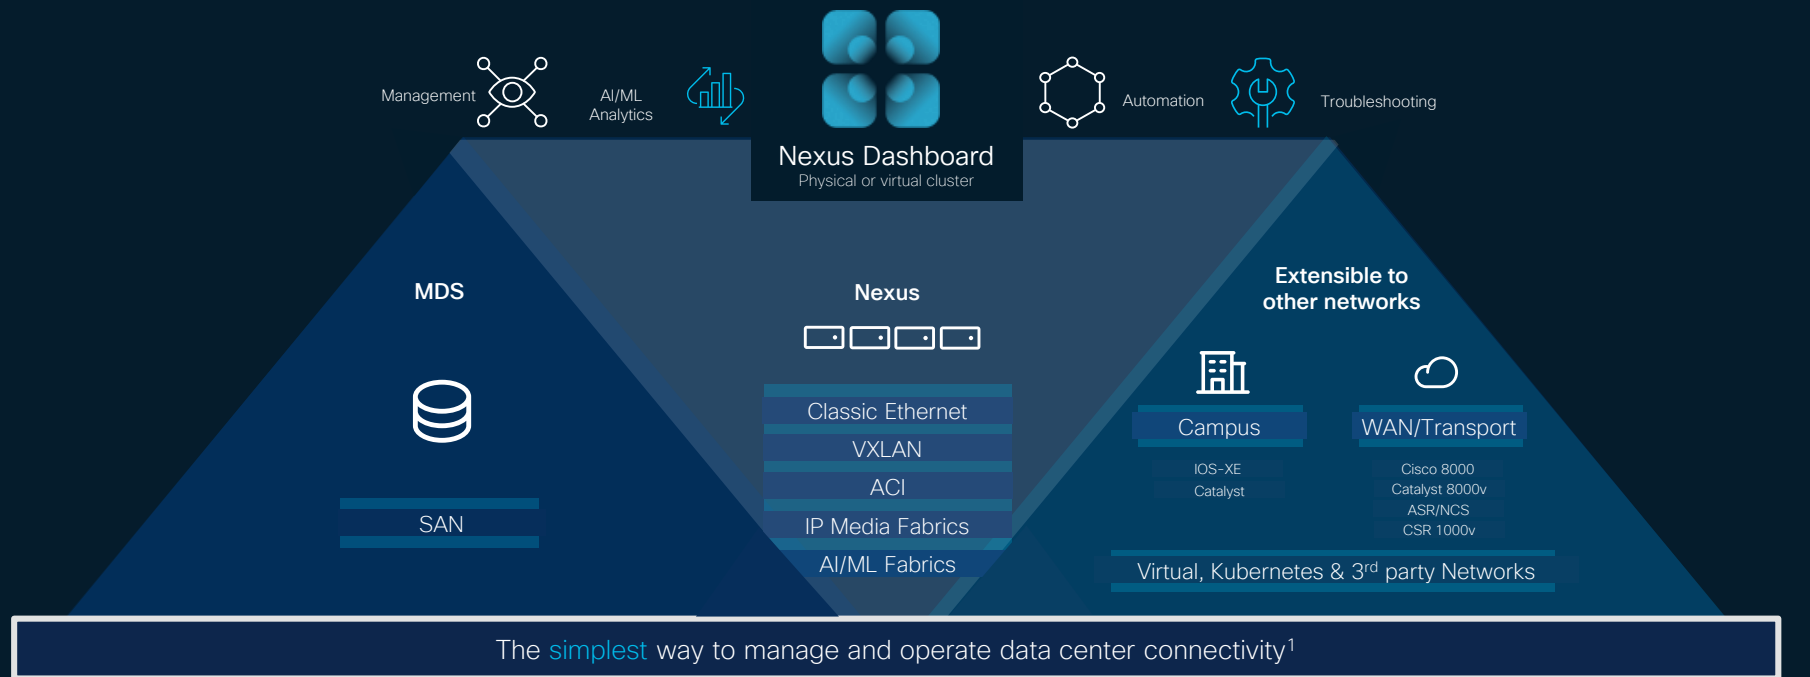 Management
AI/ML
Analytics
Automation
Troubleshooting
Nexus Dashboard
Physical or virtual cluster
MDS
SAN
Nexus
Classic Ethernet
VXLAN
ACI
IP Media Fabrics
AI/ML Fabrics
Extensible to
other networks
Campus
IOS-XE
Catalyst
WAN/Transport
Cisco 8000
Catalyst 8000v
ASR/NCS
CSR 1000v
Virtual, Kubernetes & 3rd party Networks
The simplest way to manage and operate data center connectivity1